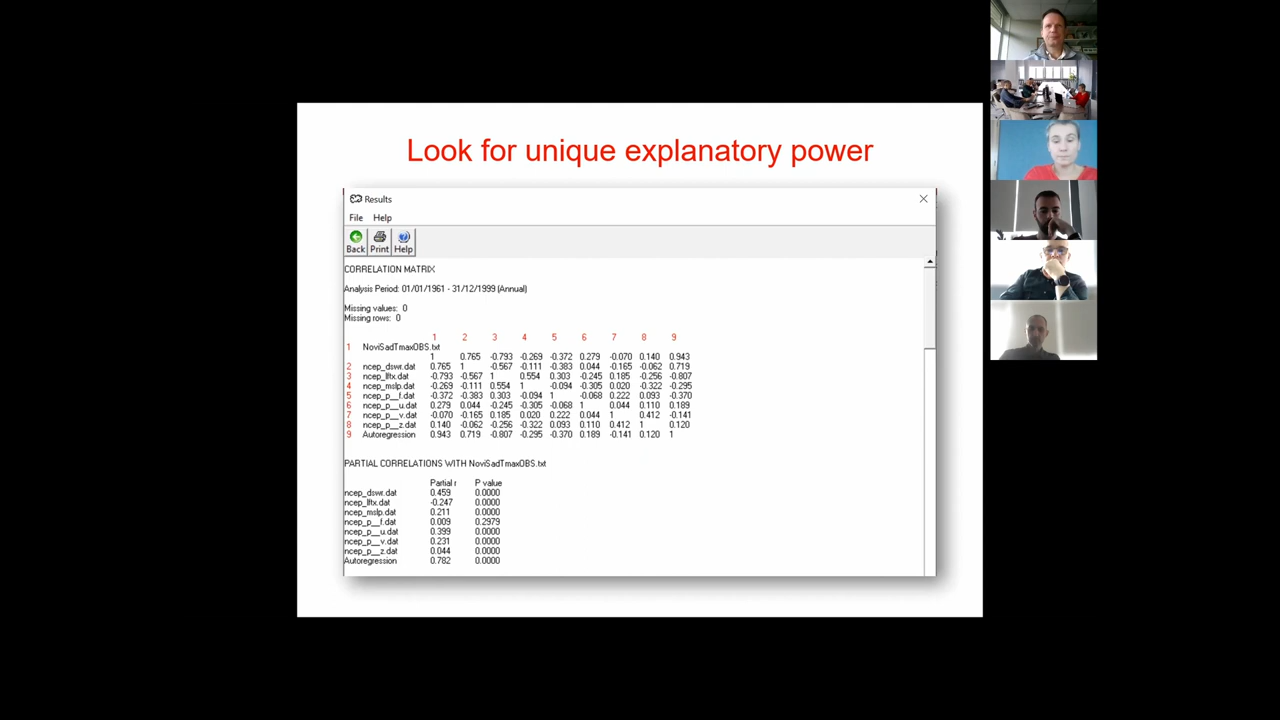 Look for unique explanatory power
Results
File Help
Back Print Help
CORRELATION MATRIX
Analysis Period: 01/01/1961 - 31/12/1999 (Annual)
Missing values: 0
Missing rows: 0
1 2 3 4 5 6 7 8 9
1 NoviSadTmaxOBS.txt
1 0.765 -0.793 -0.269 -0.372 0.279 -0.070 0.140 0.943
2 ncep_dswr.dat 0.765 1 -0.567 -0.111 -0.383 0.044 -0.165 -0.062 0.719
3 ncep_lftx.dat -0.793 -0.567 1 0.554 0.303 -0.245 0.185 -0.256 -0.807
4 ncep_mslp.dat -0.269 -0.111 0.554 1 -0.094 -0.305 0.020 -0.322 -0.295
5 ncep_p__f.dat -0.372 -0.383 0.303 -0.094 1 -0.068 0.222 0.093 -0.370
6 ncep_p__u.dat 0.279 0.044 -0.245 -0.305 -0.068 1 0.044 0.110 0.189
7 ncep_p__v.dat -0.070 -0.165 0.185 0.020 0.222 0.044 1 0.412 -0.141
8 ncep_p__z.dat 0.140 -0.062 -0.256 -0.322 0.093 0.110 0.412 1 0.120
9 Autoregression 0.943 0.719 -0.807 -0.295 -0.370 0.189 -0.141 0.120 1
PARTIAL CORRELATIONS WITH NoviSadTmaxOBS.txt
Partial r P value
ncep_dswr.dat 0.459 0.0000
ncep_lftx.dat -0.247 0.0000
ncep_mslp.dat 0.211 0.0000
ncep_p__f.dat 0.009 0.2979
ncep_p__u.dat 0.399 0.0000
ncep_p__v.dat 0.231 0.0000
ncep_p__z.dat 0.044 0.0000
Autoregression 0.782 0.0000